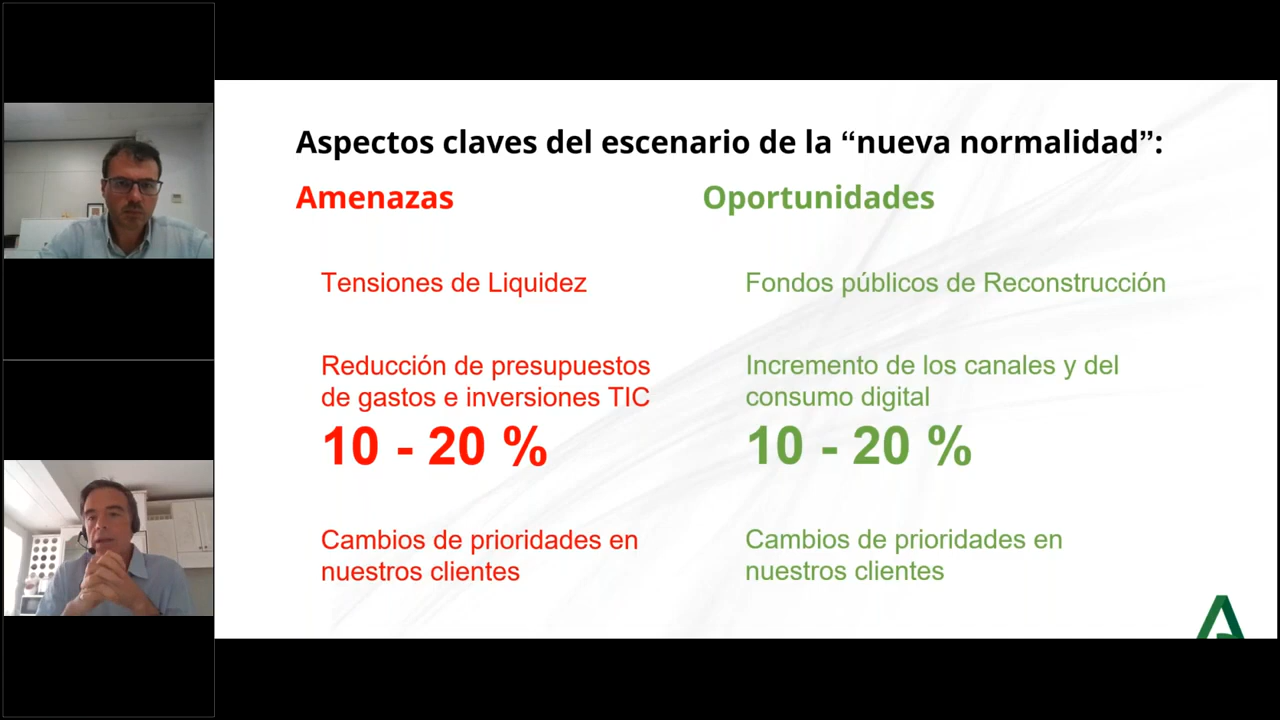 Aspectos claves del escenario de la “nueva normalidad”:
Amenazas
Oportunidades
Tensiones de Liquidez
Fondos públicos de Reconstrucción
Reducción de presupuestos
de gastos e inversiones TIC
10 - 20 %
Incremento de los canales y del
consumo digital
10 - 20 %
Cambios de prioridades en
nuestros clientes
Cambios de prioridades en
nuestros clientes